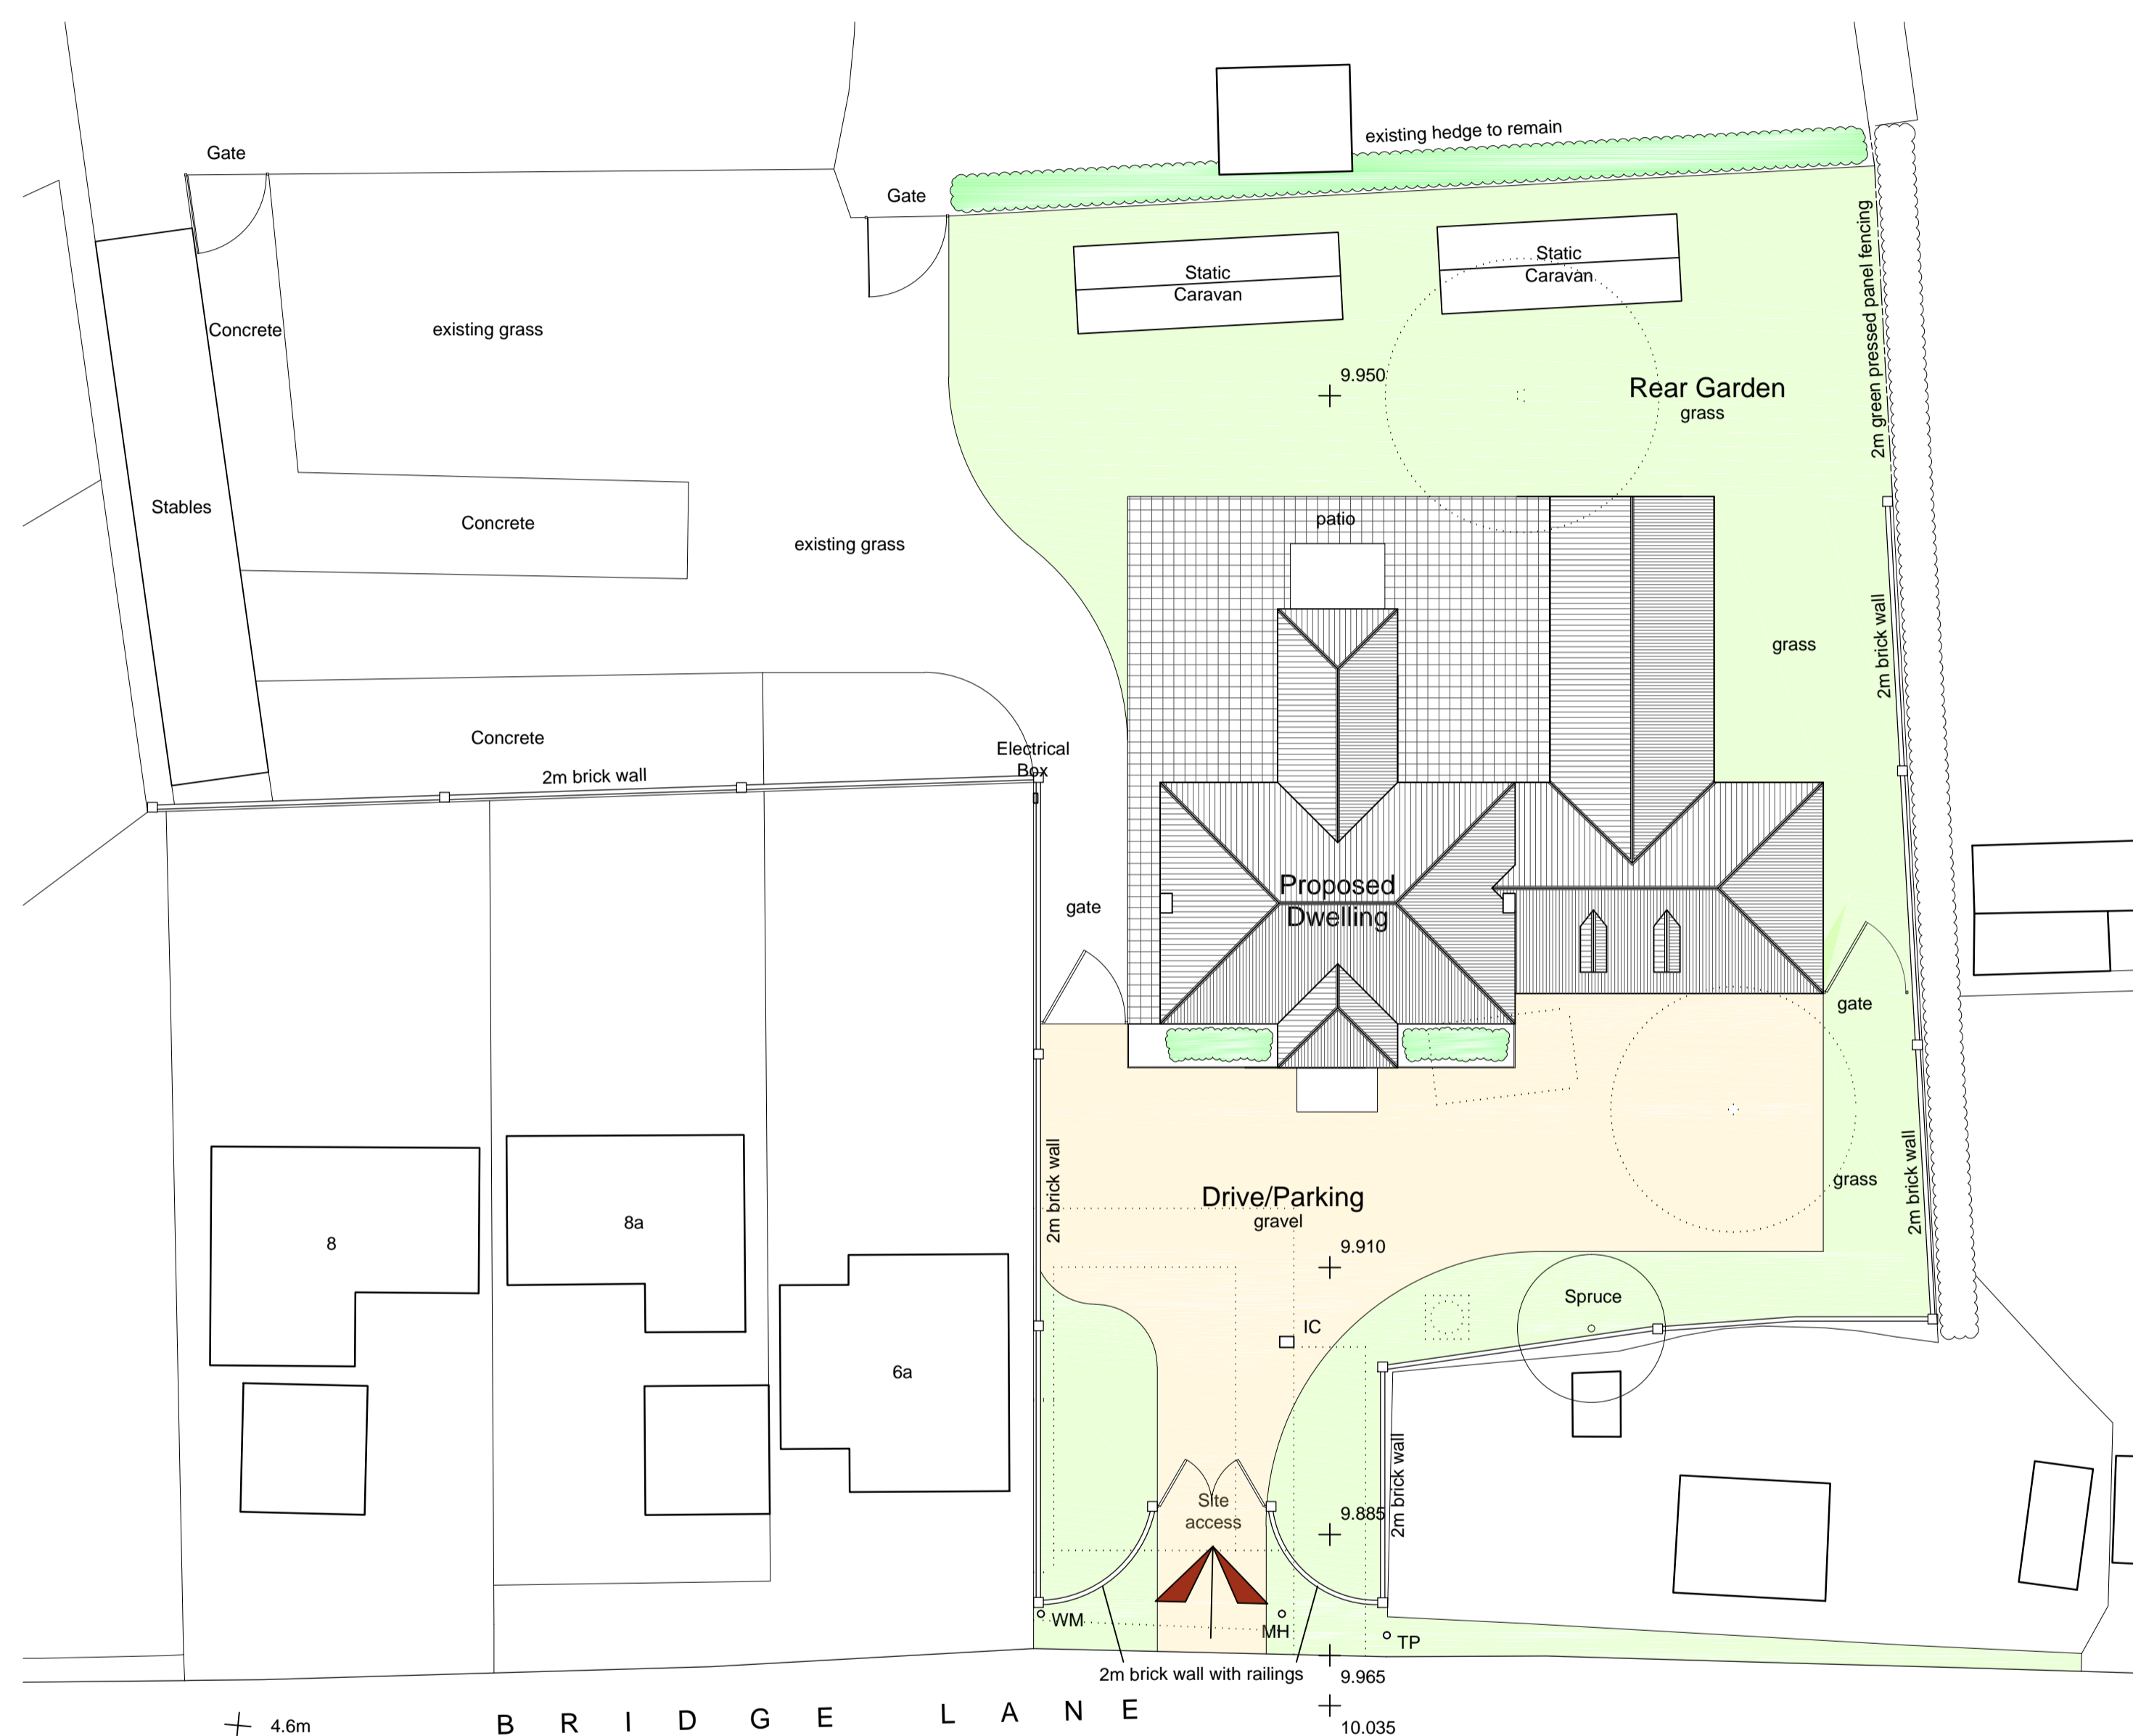 existing hedge to remain
Gate
Gate
Static
Caravan
Static
Caravan
2m green pressed panel fencing
Concrete
existing grass
9.950
Rear Garden
grass
Stables
Concrete
patio
existing grass
grass
2m brick wall
Concrete
Electrical
Box
2m brick wall
Proposed
Dwelling
gate
gate
2m brick wall
Drive/Parking
gravel
grass
2m brick wall
8
8a
9.910
Spruce
IC
6a
2m brick wall
Site
access
9.885
WM
MH
TP
2m brick wall with railings
9.965
BRIDGE LANE
4.6m
10.035